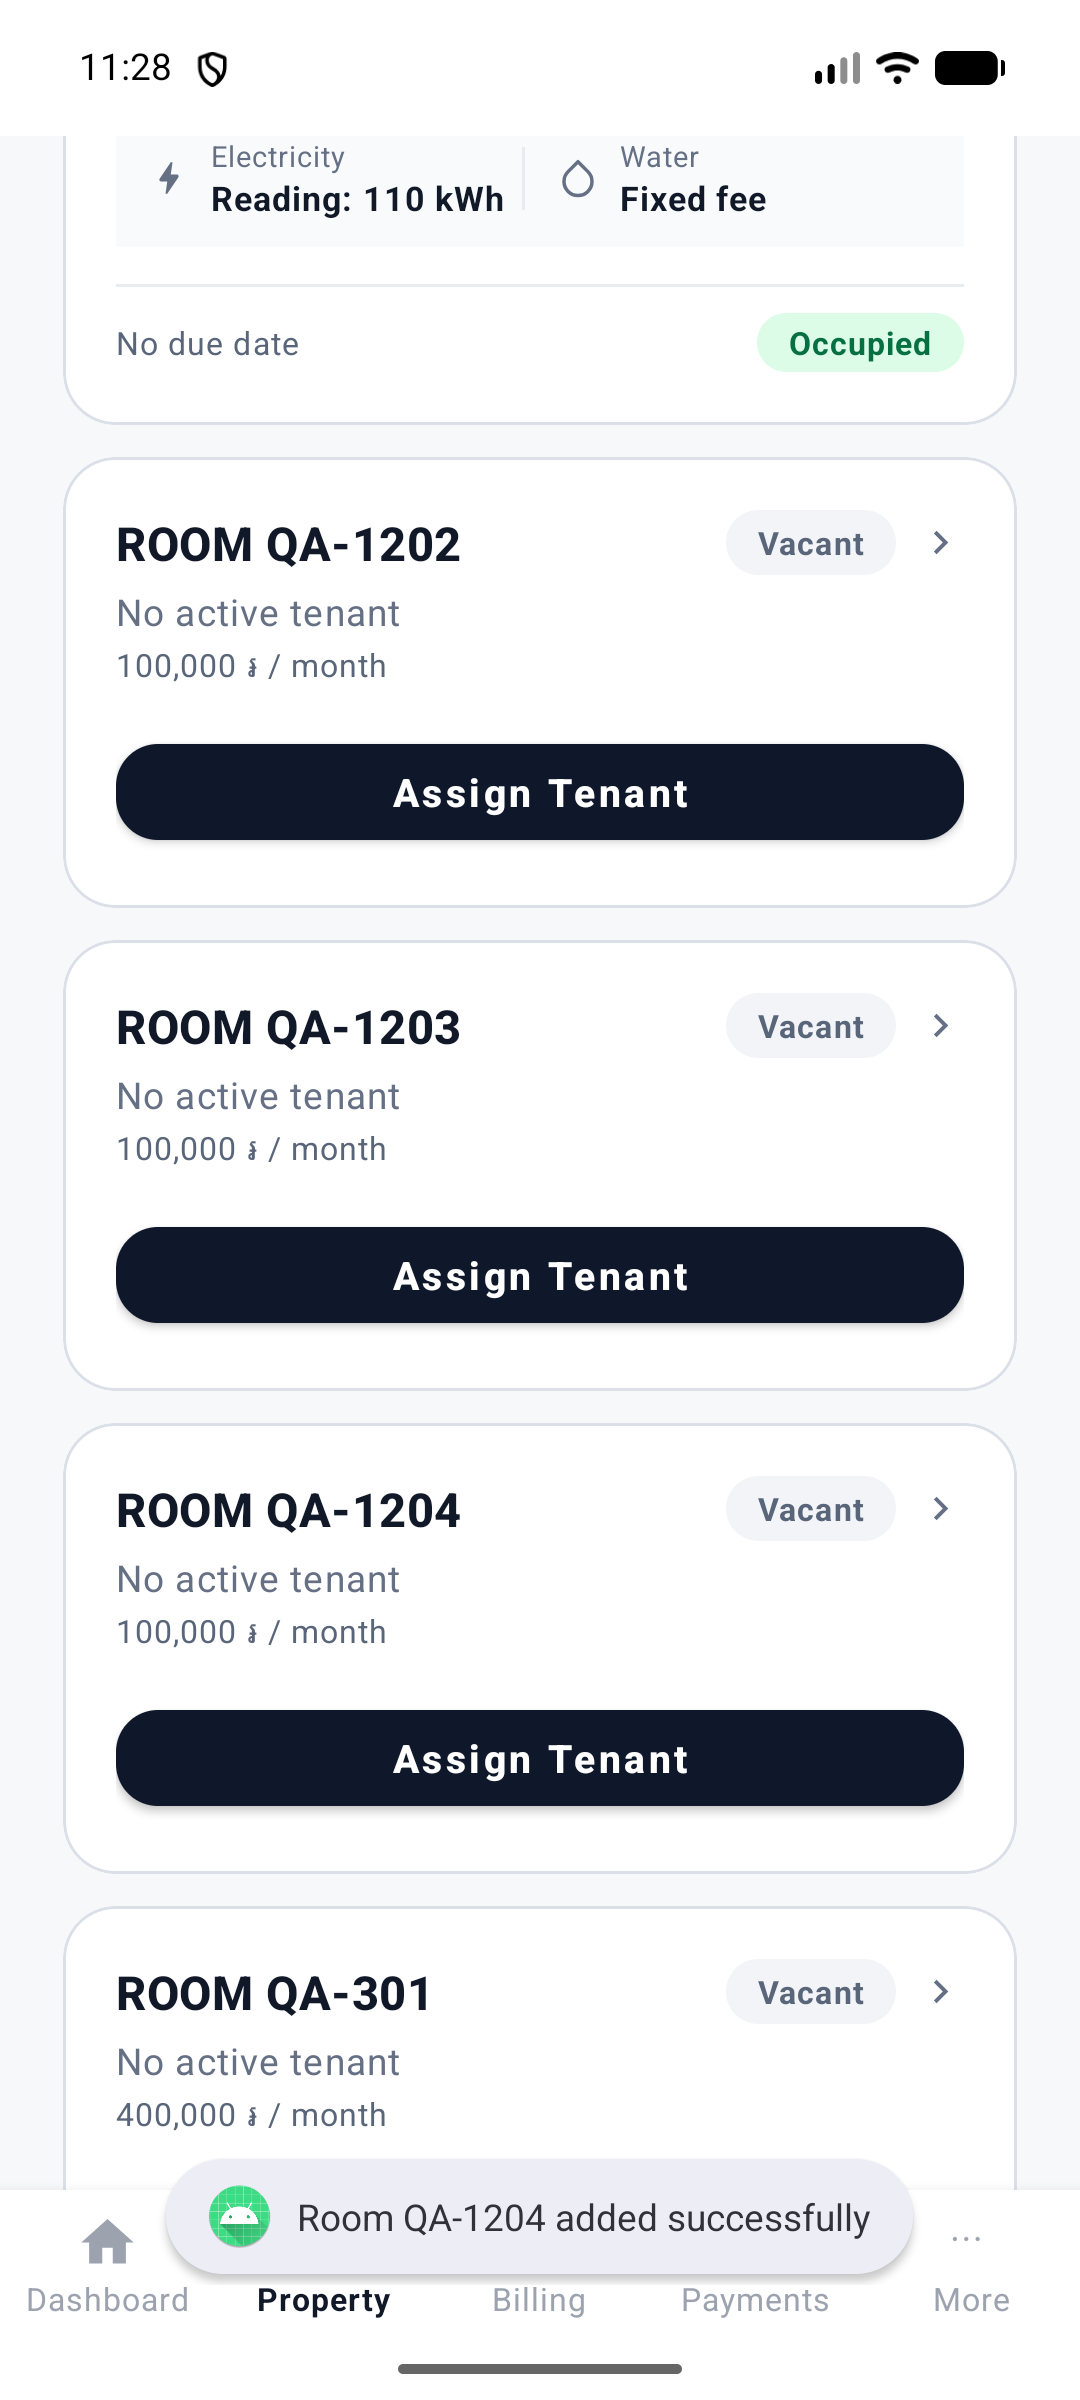 11:28
Electricity
Reading: 110 kWh
Water
Fixed fee
No due date
Occupied
ROOM QA-1202
Vacant
No active tenant
100,000 ៛ / month
Assign Tenant
ROOM QA-1203
Vacant
No active tenant
100,000 ៛ / month
Assign Tenant
ROOM QA-1204
Vacant
No active tenant
100,000 ៛ / month
Assign Tenant
ROOM QA-301
Vacant
No active tenant
400,000 ៛ / month
Room QA-1204 added successfully
Dashboard
Property
Billing
Payments
More